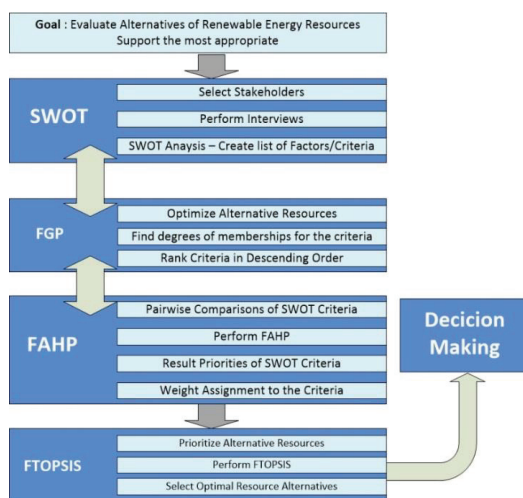 Goal : Evaluate Alternatives of Renewable Energy Resources
Support the most appropriate
SWOT
Select Stakeholders
Perform Interviews
SWOT Anaysis – Create list of Factors/Criteria
FGP
Optimize Alternative Resources
Find degrees of memberships for the criteria
Rank Criteria in Descending Order
FAHP
Pairwise Comparisons of SWOT Criteria
Perform FAHP
Result Priorities of SWOT Criteria
Weight Assignment to the Criteria
Decicion
Making
FTOPSIS
Prioritize Alternative Resources
Perform FTOPSIS
Select Optimal Resource Alternatives